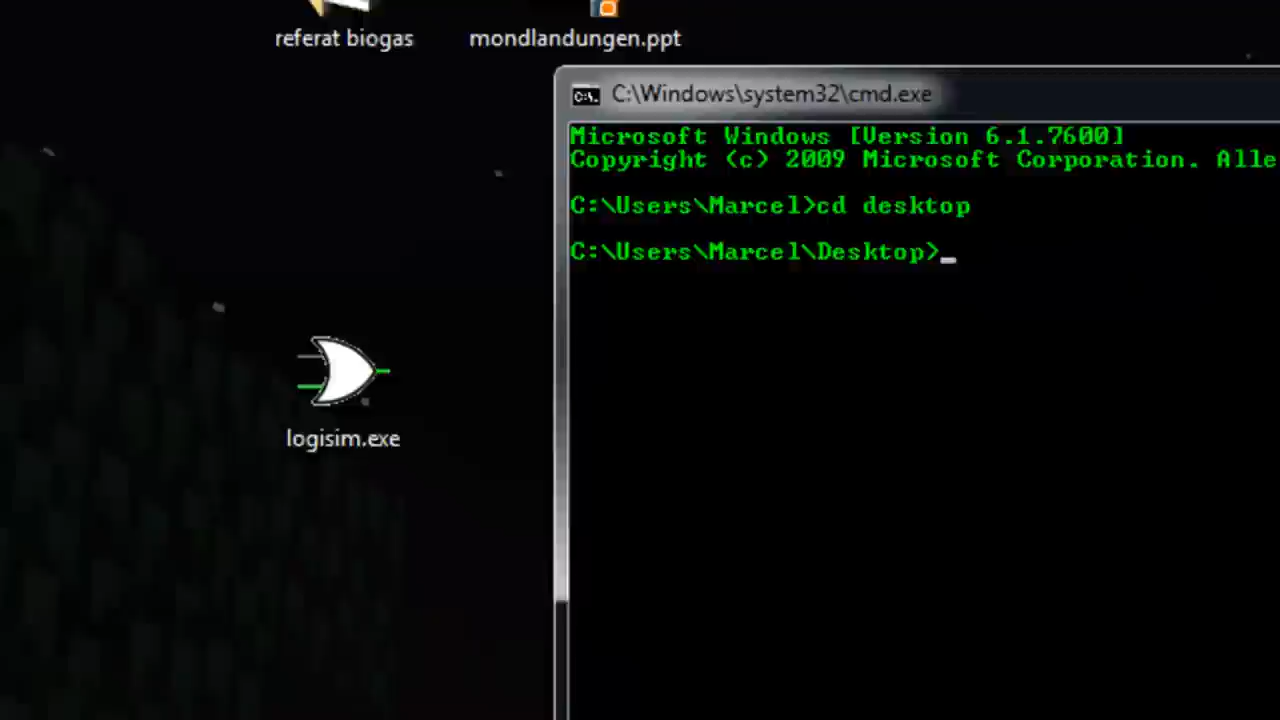 referat biogas
mondlandungen.ppt
C:\Windows\system32\cmd.exe
Microsoft Windows [Version 6.1.7600]
Copyright (c) 2009 Microsoft Corporation. Alle
C:\Users\Marcel>cd desktop
C:\Users\Marcel\Desktop>_
logisim.exe